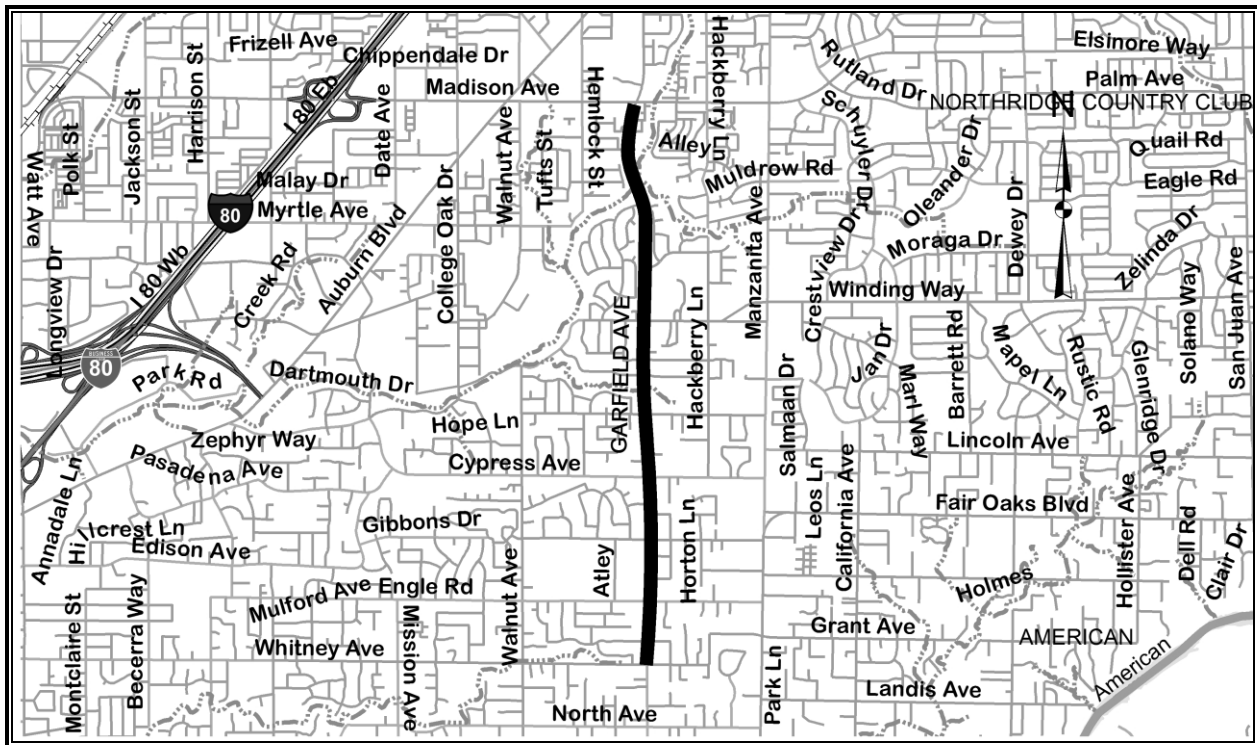 Frizell Ave
Chippendale Dr
Elsinore Way
Hackberry Ln
Rutland Dr
Harrison St
I 80 Eb
Madison Ave
Palm Ave
NORTHRIDGE COUNTRY CLUB
N
Jackson St
Polk St
Watt Ave
Date Ave
Walnut Ave
Tufts St
Hemlock St
Alley
Schuyler Dr
Oleander Dr
Quail Rd
Malay Dr
Muldrow Rd
Eagle Rd
80
Myrtle Ave
College Oak Dr
Manzanita Ave
Crestview Dr
Dewey Dr
Moraga Dr
Zelinda Dr
Longview Dr
I 80 Wb
Creek Rd
Auburn Blvd
Winding Way
GARFIELD AVE
Hackberry Ln
Barrett Rd
Mapel Ln
Rustic Rd
Glenridge Dr
Solano Way
San Juan Ave
BUSINESS
80
Park Rd
Dartmouth Dr
Jan Dr
Marl Way
Salmaan Dr
Hope Ln
Zephyr Way
Lincoln Ave
Pasadena Ave
Cypress Ave
Annadale Ln
Leos Ln
California Ave
Fair Oaks Blvd
Hillcrest Ln
Gibbons Dr
Hollister Ave
Dell Rd
Clair Dr
Edison Ave
Atley
Horton Ln
Holmes
Mulford Ave
Engle Rd
Walnut Ave
Montclaire St
Becerra Way
Mission Ave
Grant Ave
AMERICAN
Whitney Ave
American
Park Ln
Landis Ave
North Ave